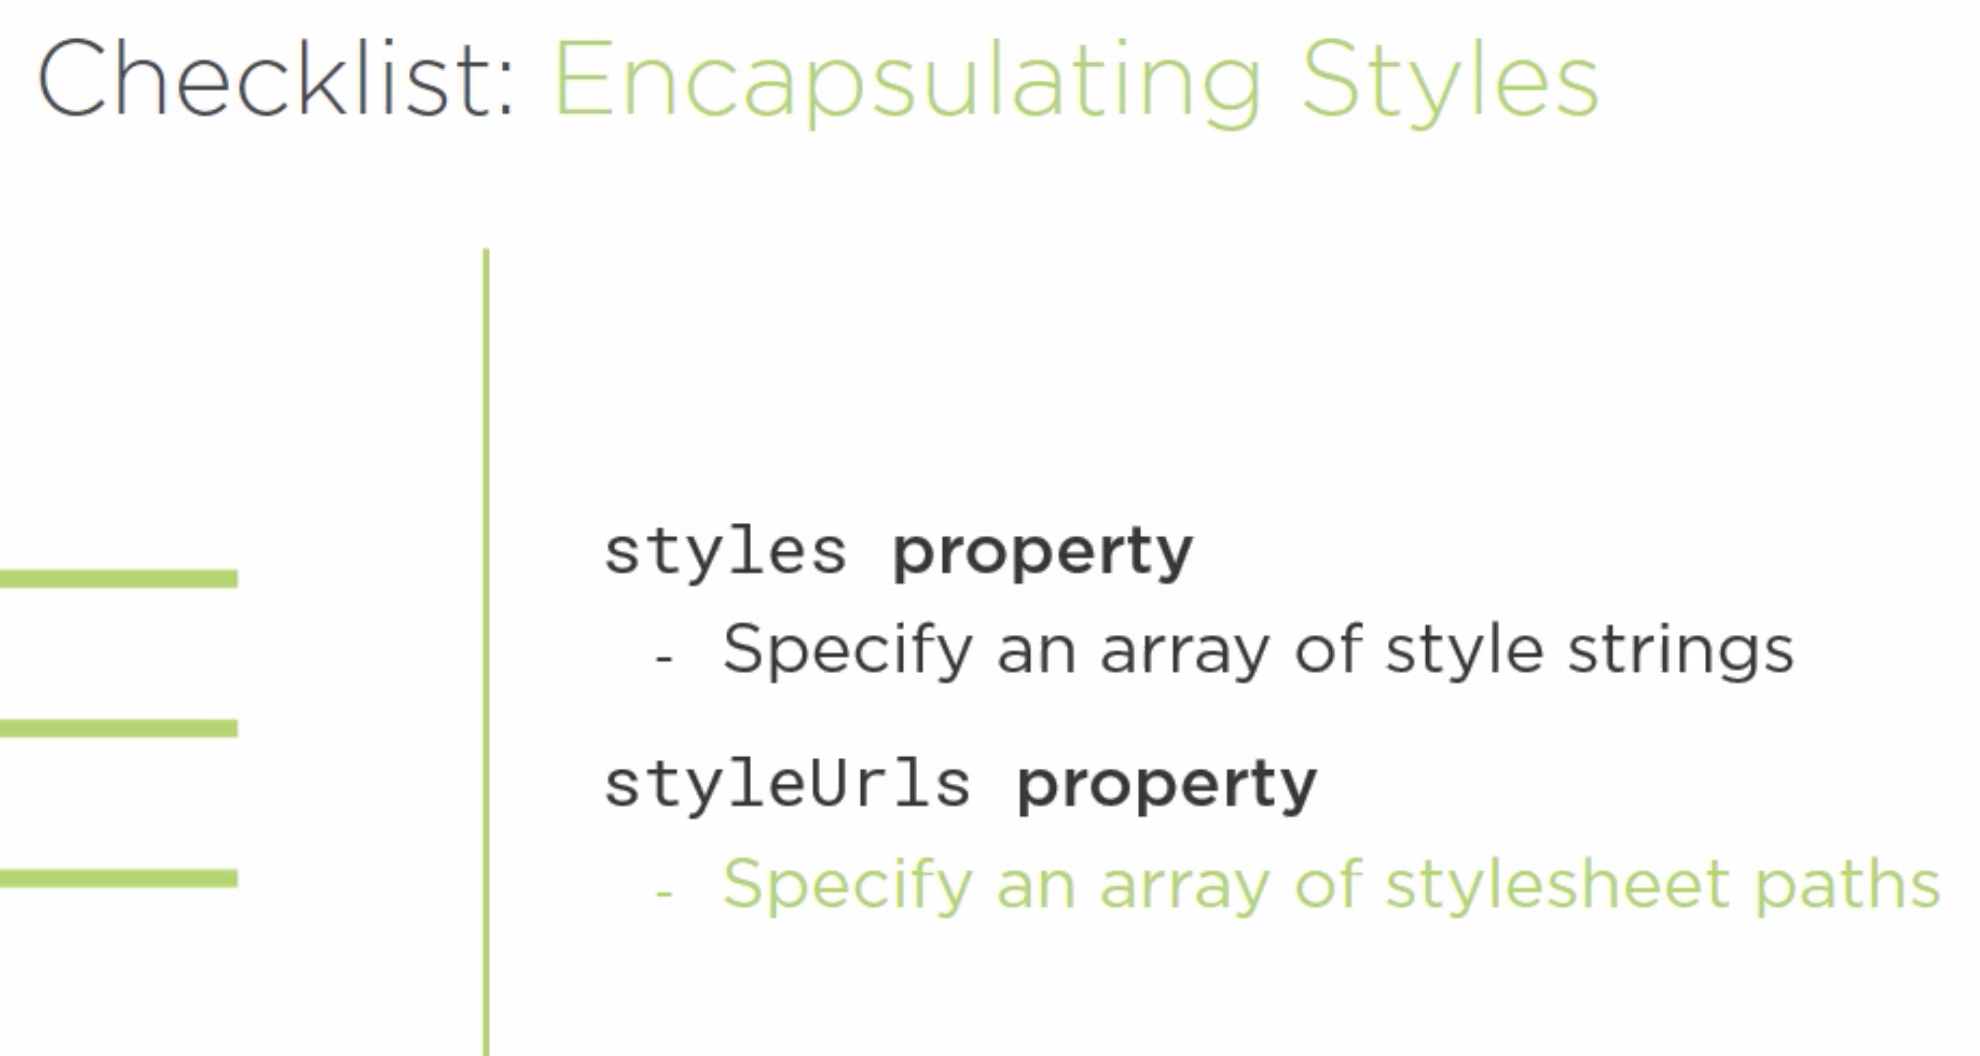 Checklist: Encapsulating Styles
styles property
- Specify an array of style strings
styleUrls property
- Specify an array of stylesheet paths